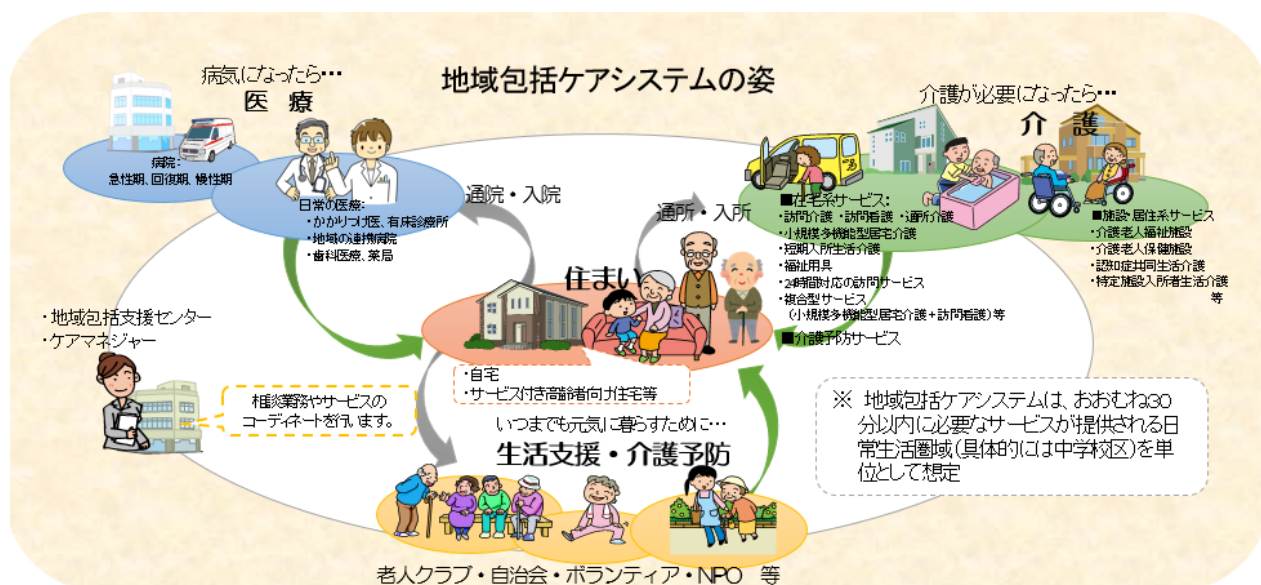 地域包括ケアシステムの姿
病気になったら…
医 療
病院:
急性期、回復期、慢性期
日常の医療:
・かかりつけ医、有床診療所
・地域の連携病院
・歯科医療、薬局
通院・入院
通所・入所
介護が必要になったら…
介 護
■在宅系サービス:
・訪問介護・訪問看護・通所介護
・小規模多機能型居宅介護
・短期入所生活介護
・福祉用具
・24時間対応の訪問サービス
・複合型サービス
(小規模多機能型居宅介護+訪問看護)等
■介護予防サービス
■施設・居住系サービス
・介護老人福祉施設
・介護老人保健施設
・認知症共同生活介護
・特定施設入所者生活介護
等
住まい
・自宅
・サービス付き高齢者向け住宅等
・地域包括支援センター
・ケアマネジャー
相談業務やサービスの
コーディネートを行います。
いつまでも元気に暮らすために…
生活支援・介護予防
老人クラブ・自治会・ボランティア・NPO 等
※ 地域包括ケアシステムは、おおむね30
分以内に必要なサービスが提供される日
常生活圏域(具体的には中学校区)を単
位として想定